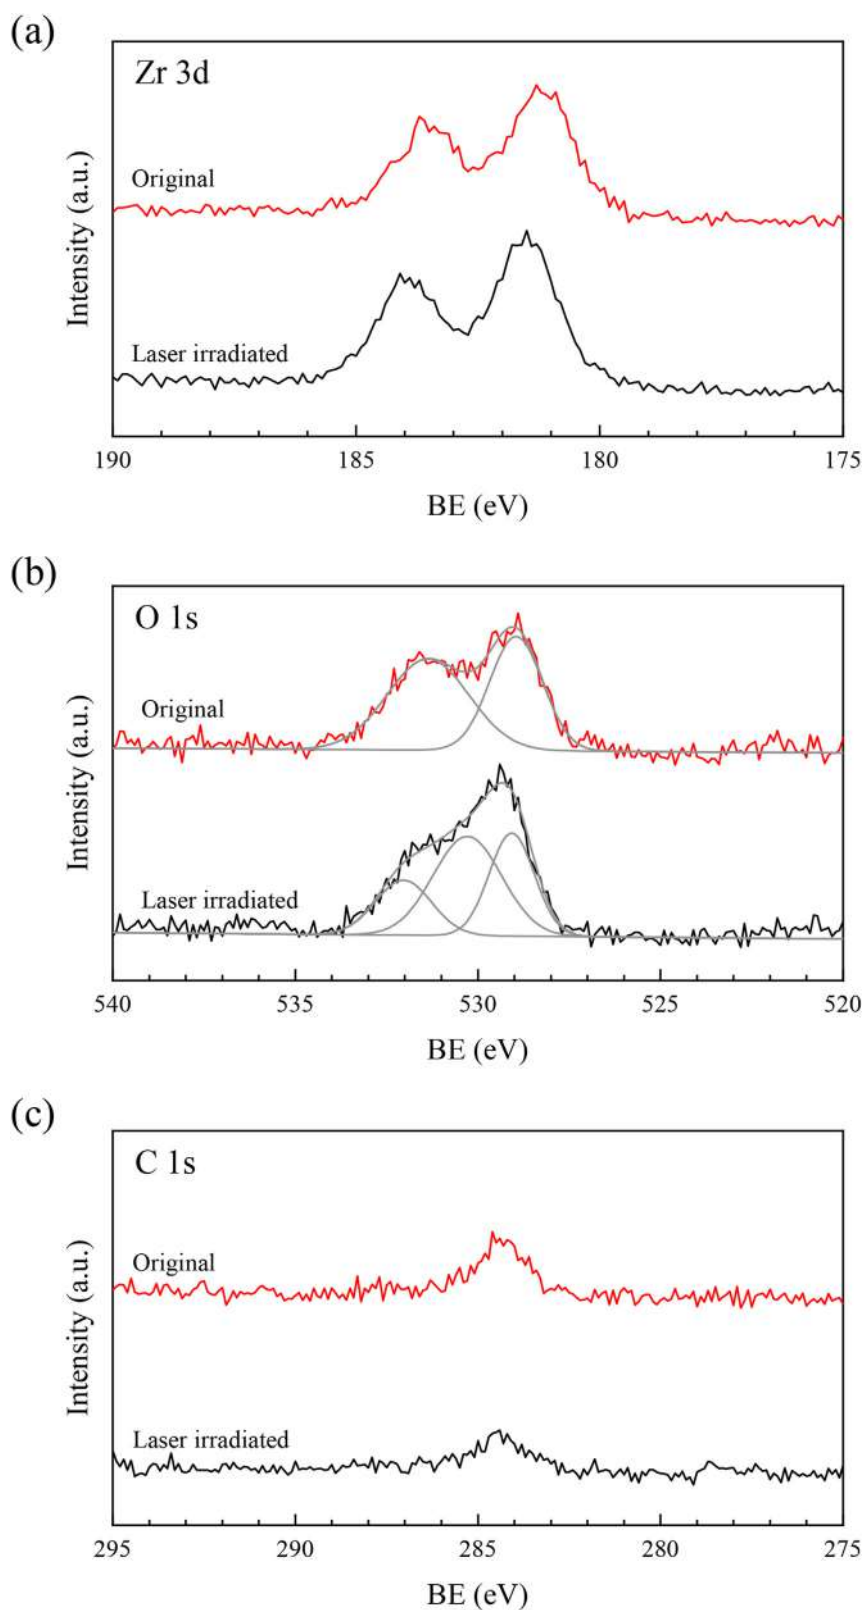 (a)
Zr 3d
Original
Laser irradiated
Intensity (a.u.)
190 185 180 175
BE (eV)
(b)
O 1s
Original
Laser irradiated
Intensity (a.u.)
540 535 530 525 520
BE (eV)
(c)
C 1s
Original
Laser irradiated
Intensity (a.u.)
295 290 285 280 275
BE (eV)